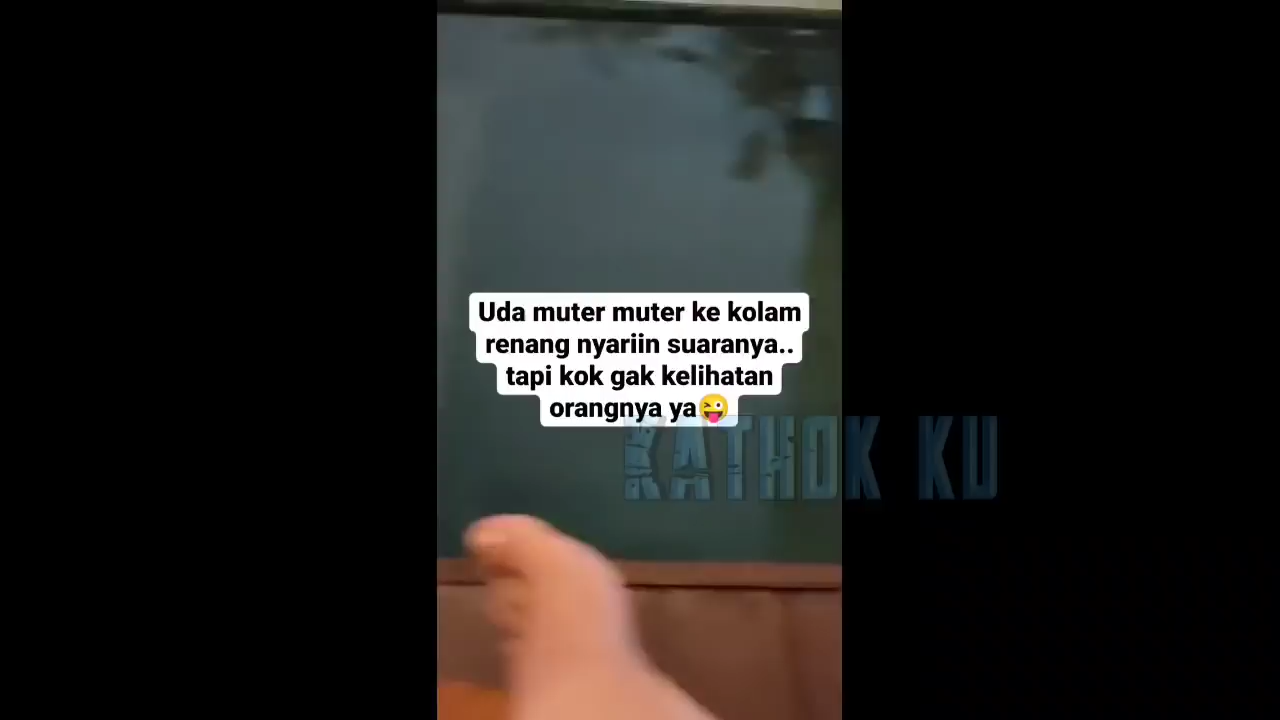 Uda muter muter ke kolam
renang nyariin suaranya..
tapi kok gak kelihatan
orangnya ya😜
KATHOK KU